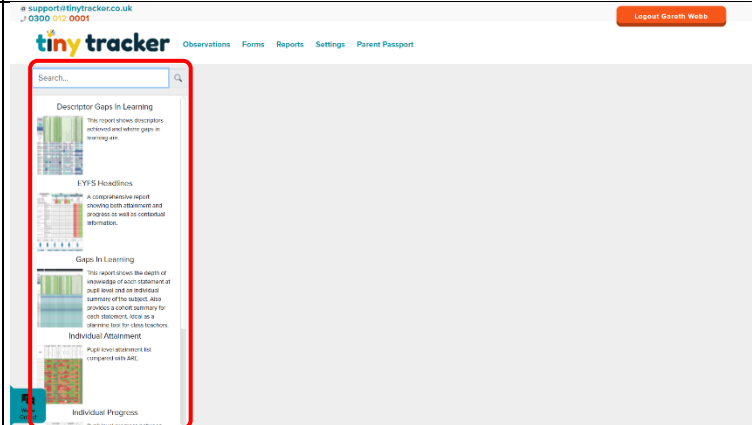 support@tinytracker.co.uk
0300 012 0001
Logout Gareth Webb
tiny tracker
Observations Forms Reports Settings Parent Passport
Search...
Descriptor Gaps In Learning
This report shows descriptors
achieved and where gaps in
learning are.
EYFS Headlines
A comprehensive report
showing both attainment and
progress as well as contextual
information.
Gaps In Learning
This report shows the depth of
knowledge of each statement at
pupil level and an individual
summary of the subject. Also
provides a cohort summary for
each statement, ideal as a
planning tool for class teachers.
Individual Attainment
Pupil level attainment list
compared with ARE.
Individual Progress